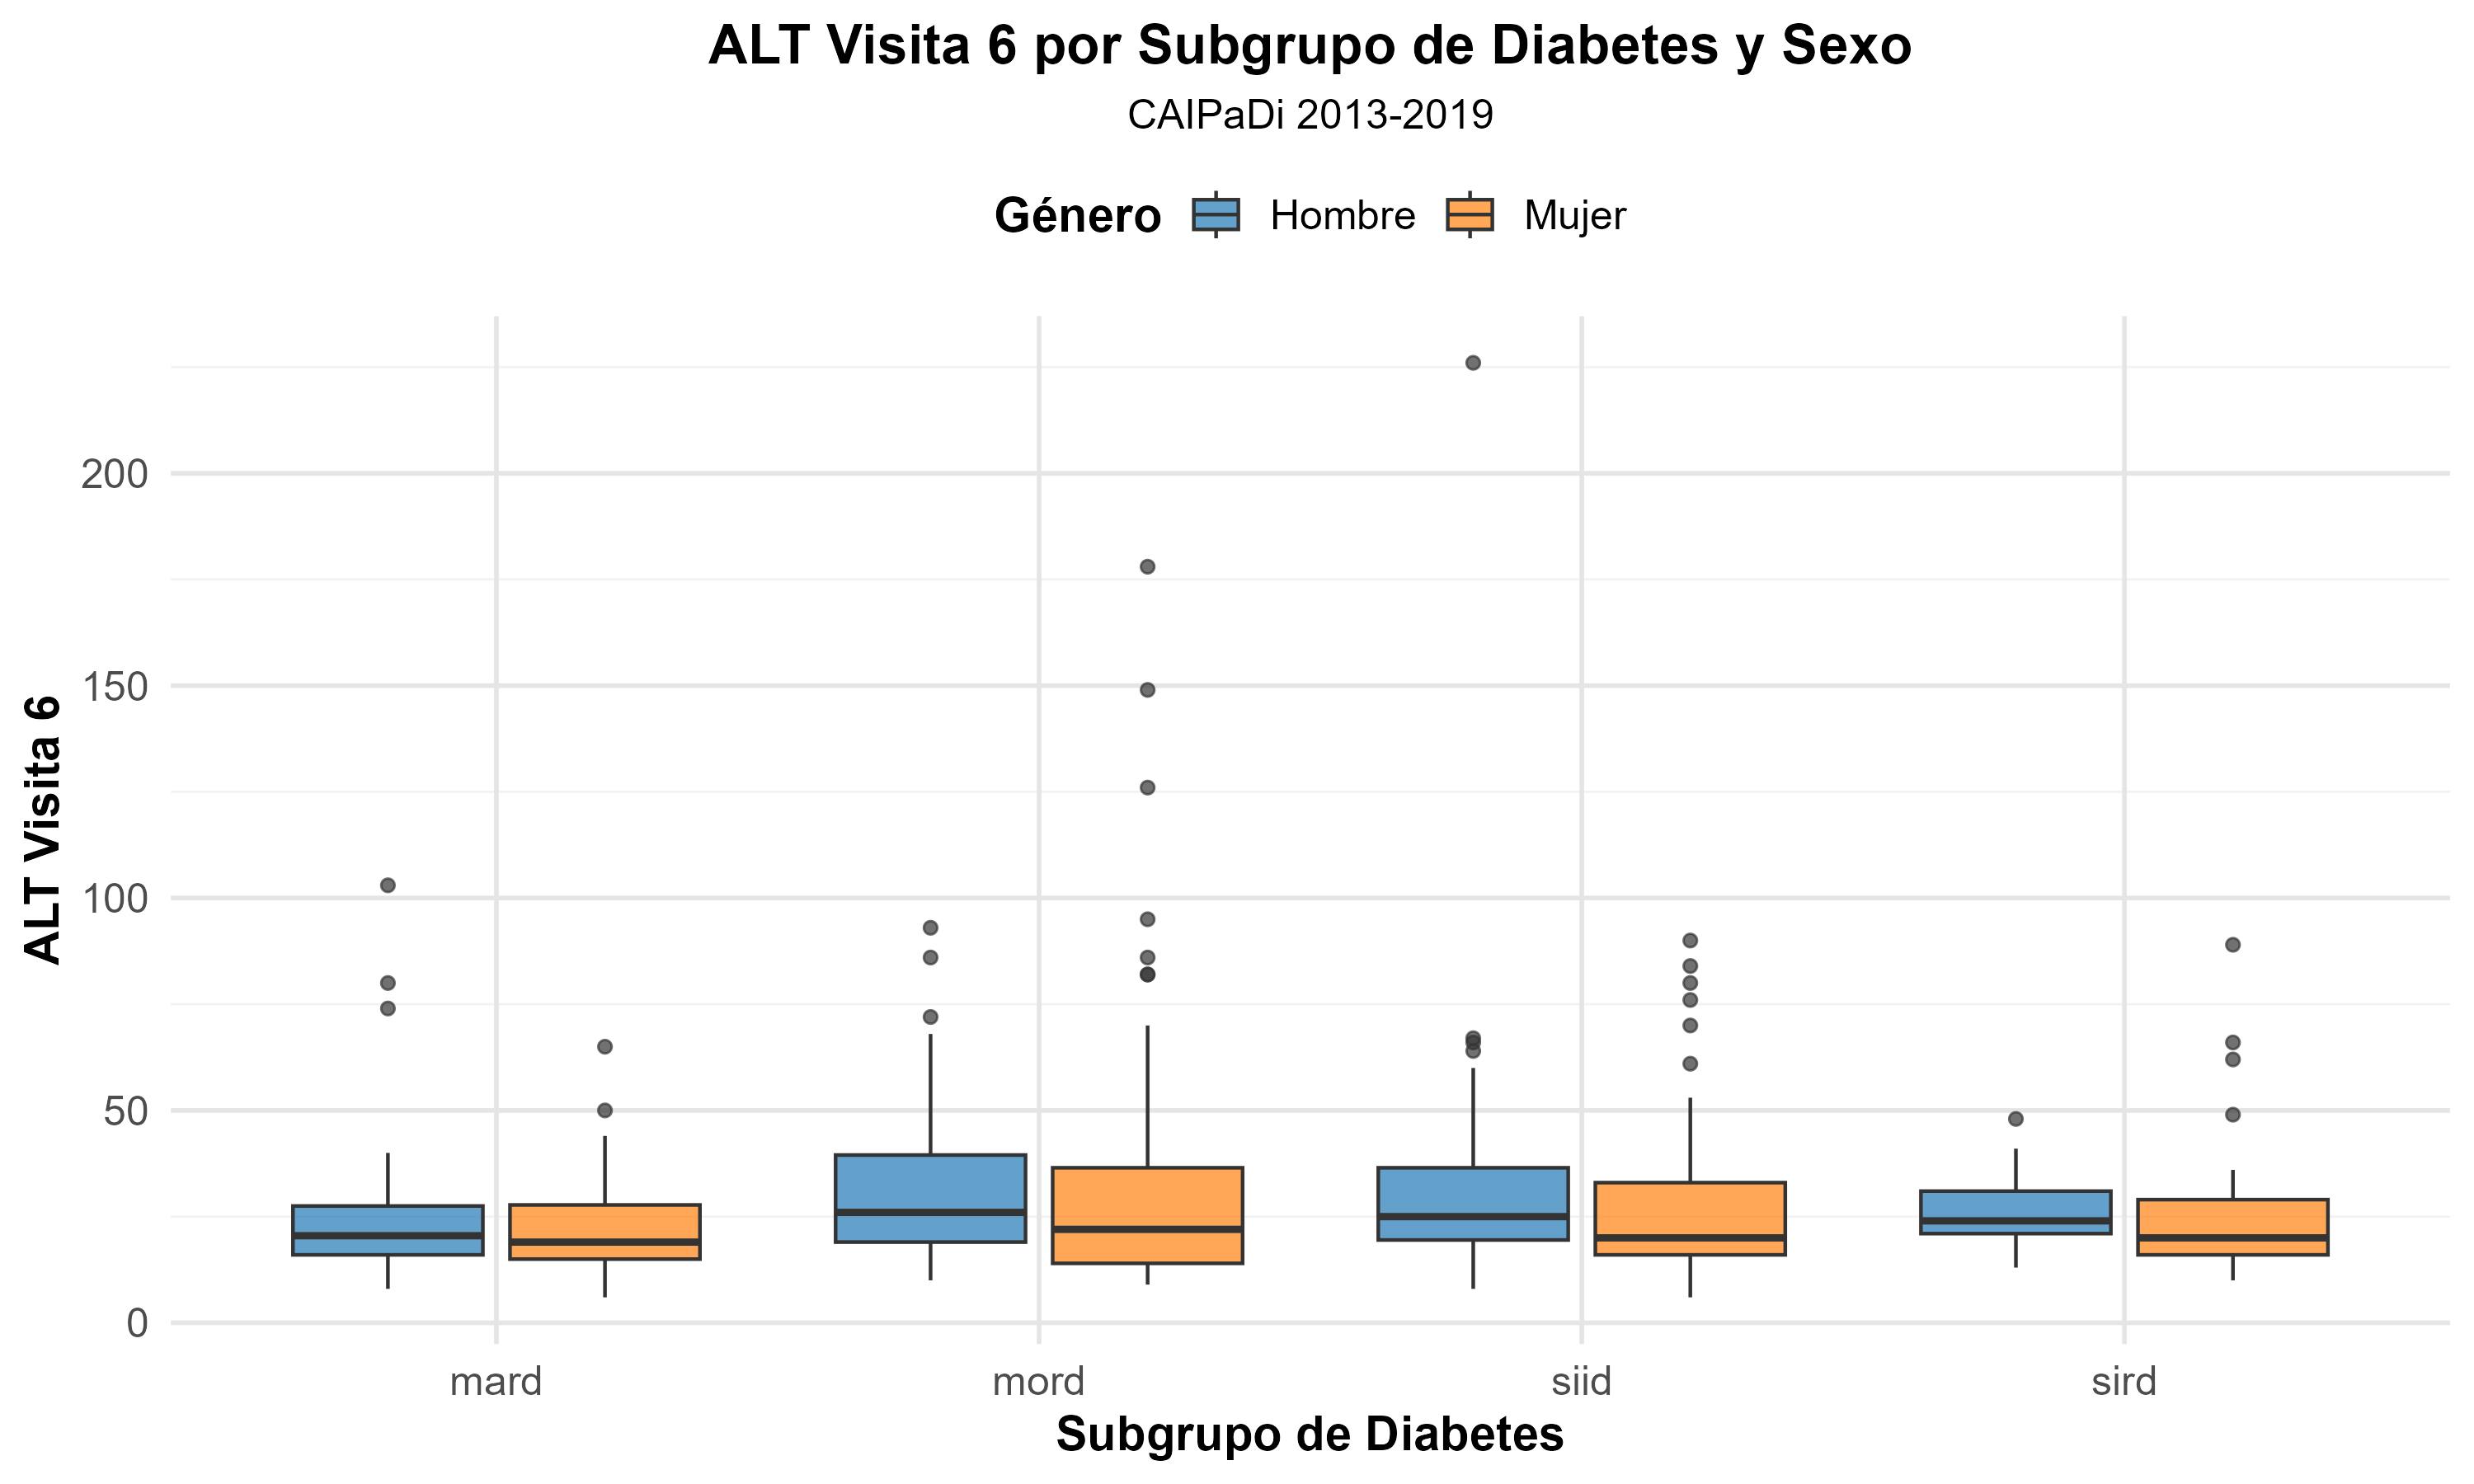 ALT Visita 6 por Subgrupo de Diabetes y Sexo
CAIPaDi 2013-2019
Género Hombre Mujer
ALT Visita 6
200
150
100
50
0
mard mord siid sird
Subgrupo de Diabetes